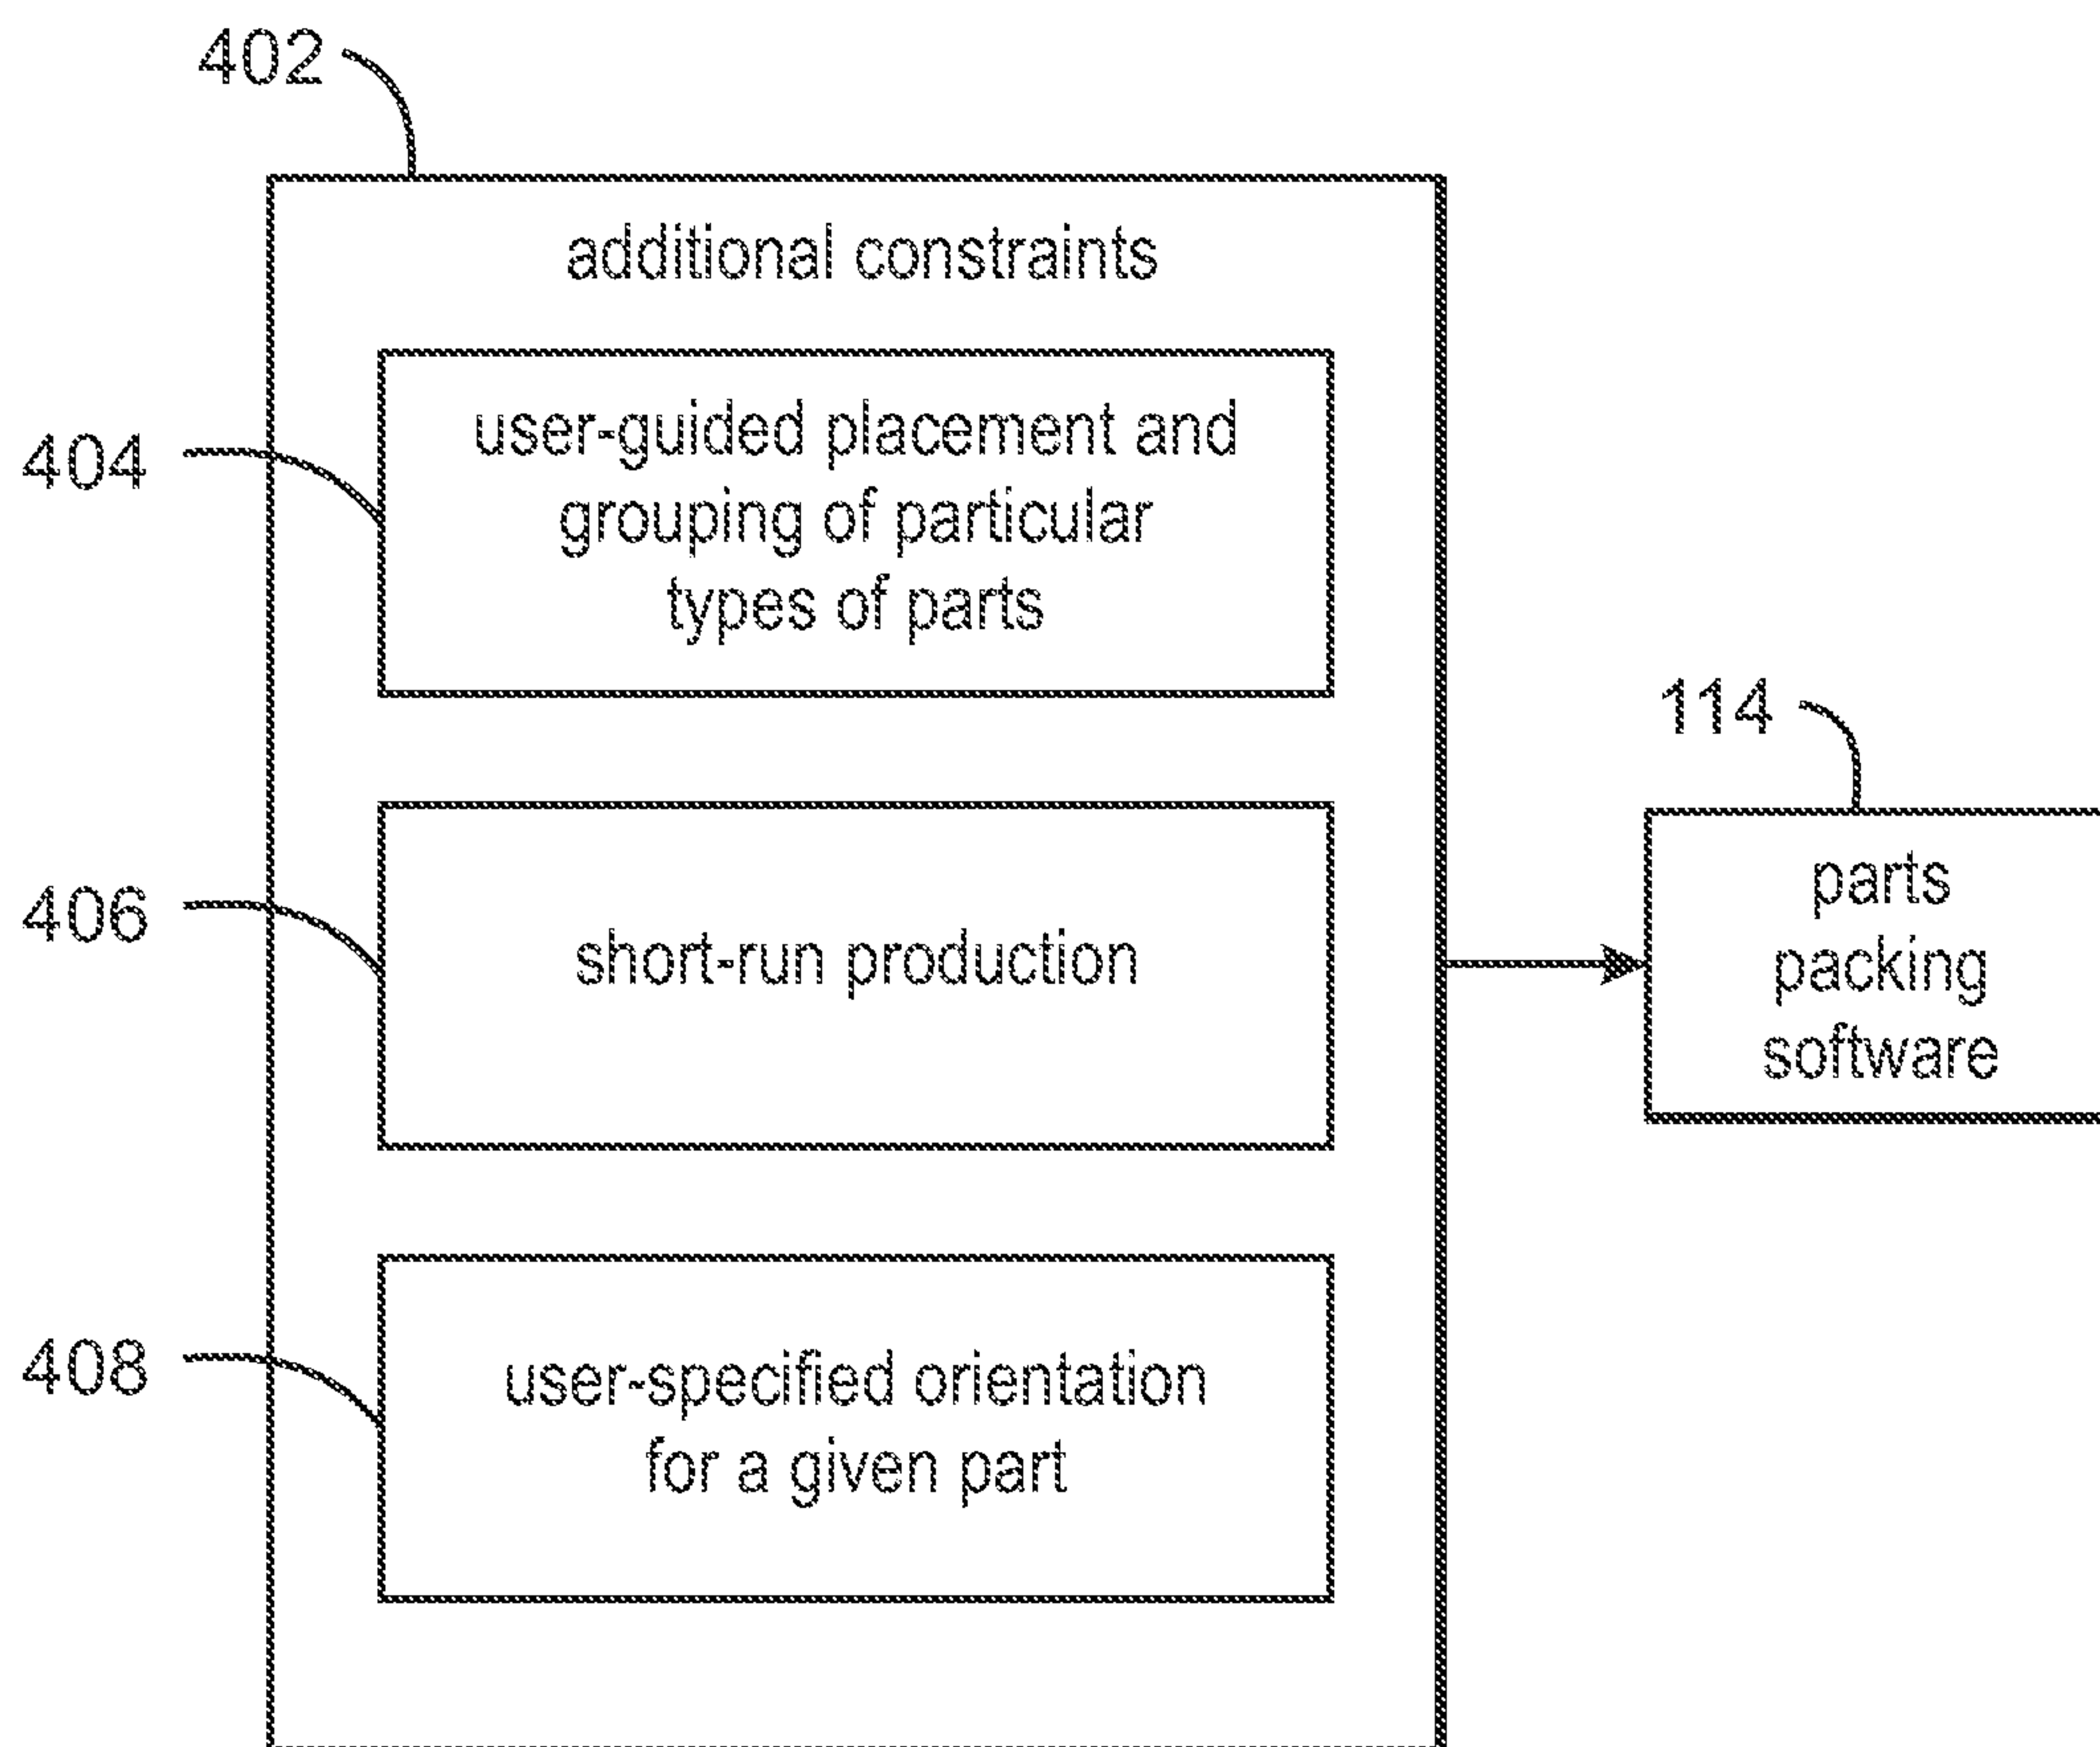 402
additional constraints
404
user-guided placement and
grouping of particular
types of parts
406
short-run production
408
user-specified orientation
for a given part
114
parts
packing
software